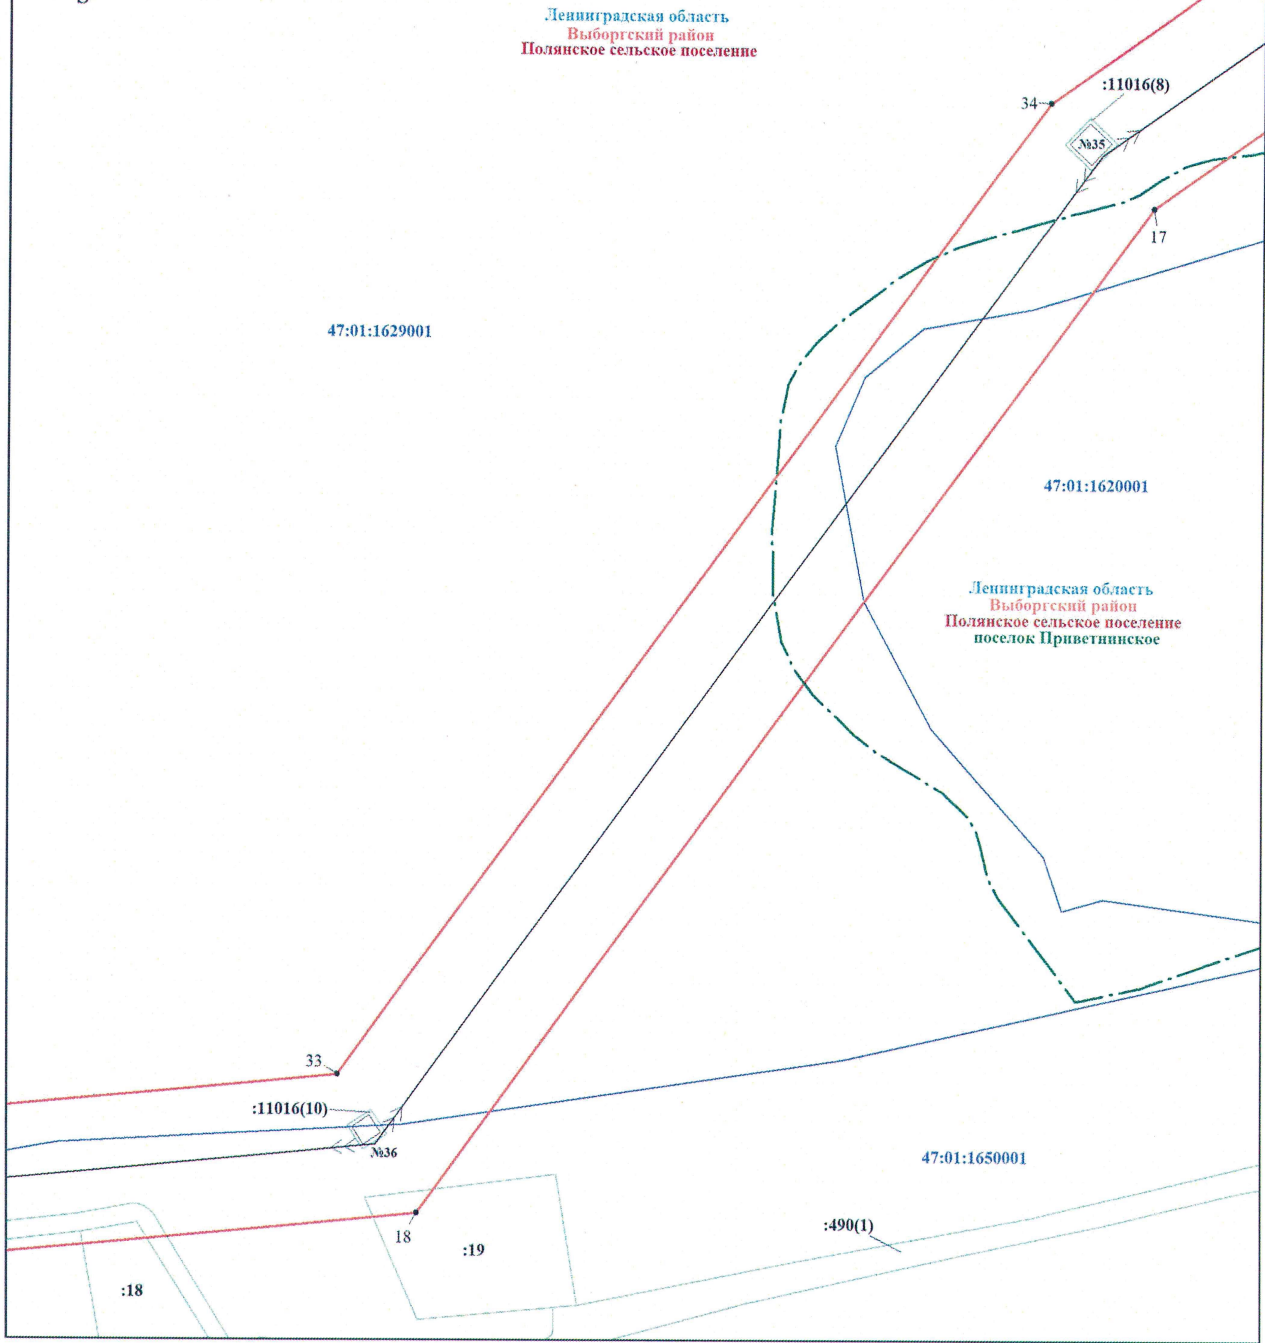 Ленинградская область
Выборгский район
Полянское сельское поселение
:11016(8)
34
№35
17
47:01:1629001
47:01:1620001
Ленинградская область
Выборгский район
Полянское сельское поселение
поселок Приветнинское
33
:11016(10)
№36
47:01:1650001
18
:19
:490(1)
:18